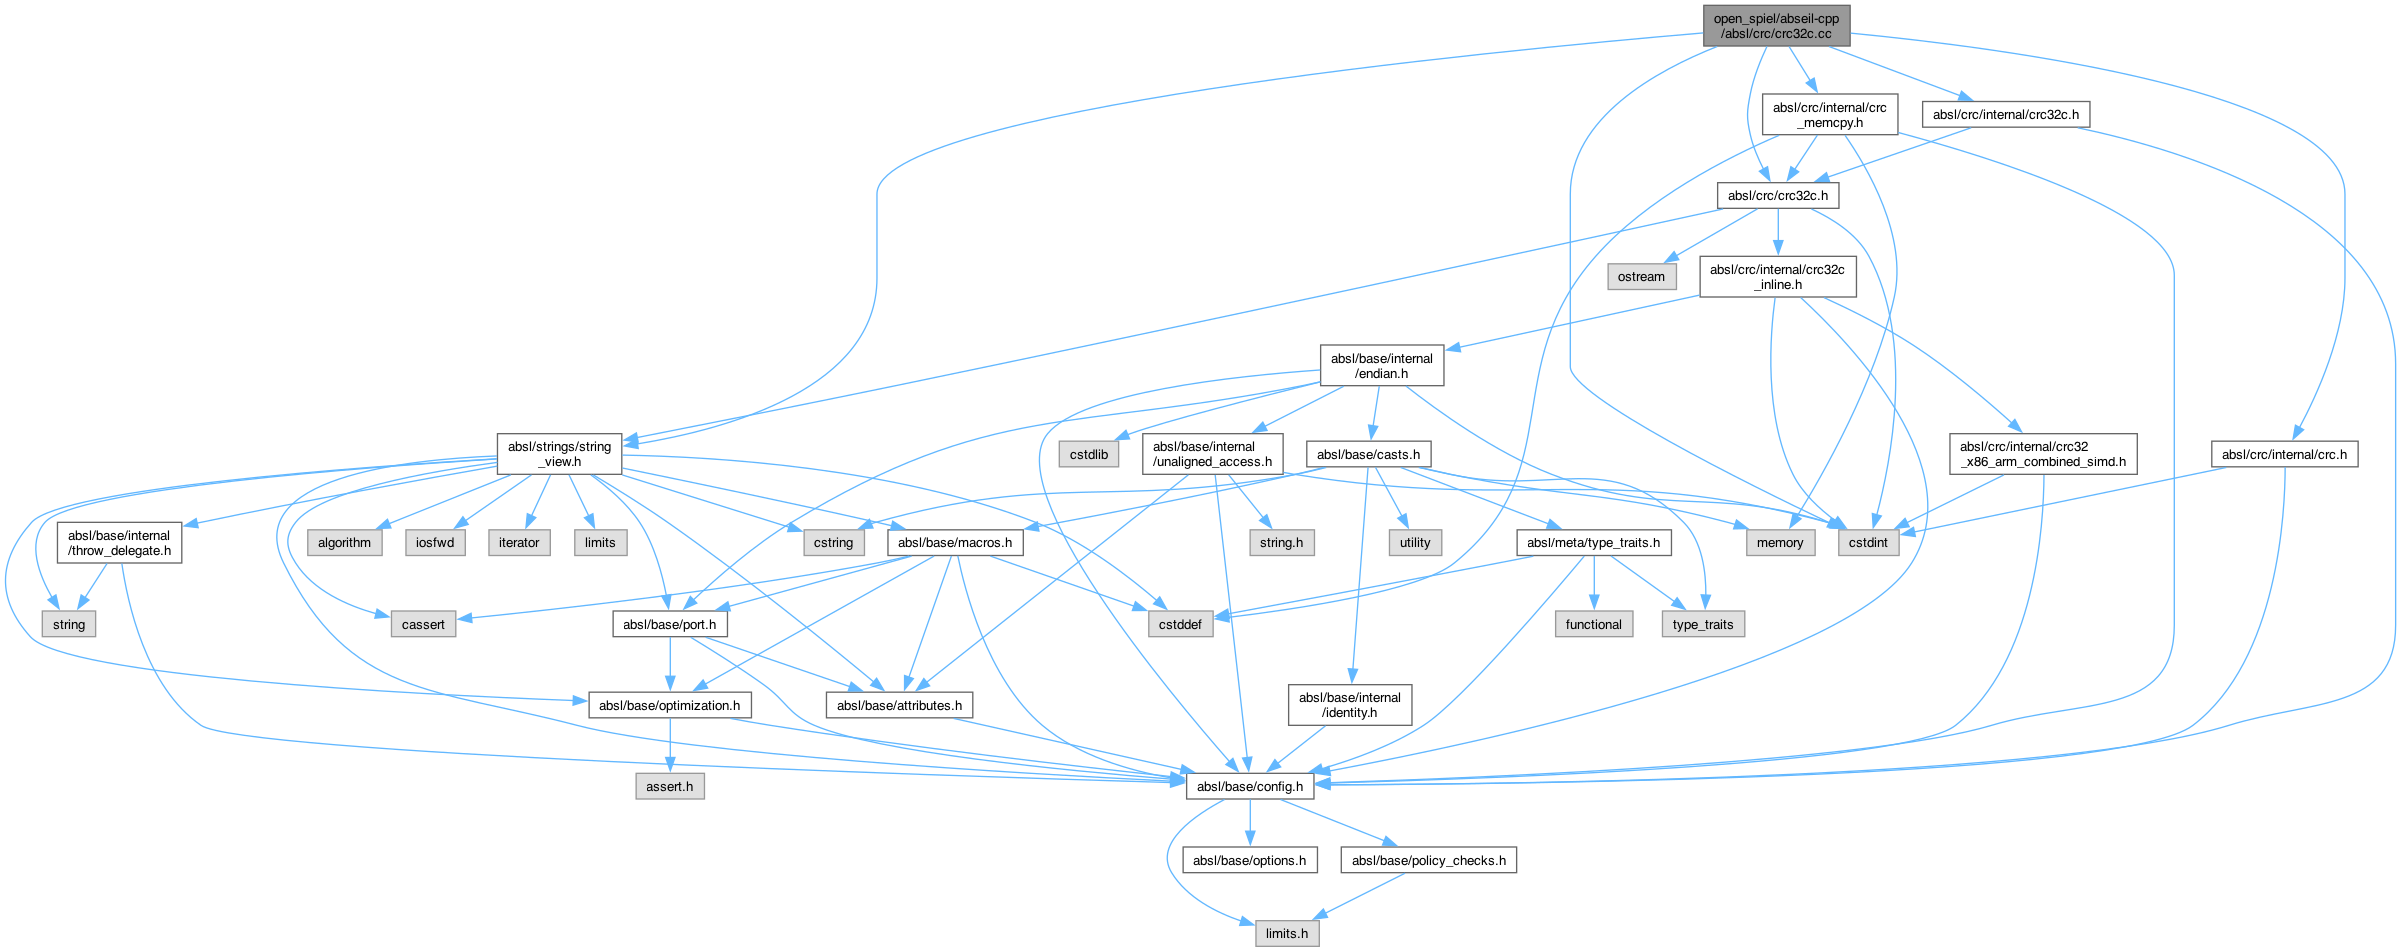 open_spiel/abseil-cpp
/absl/crc/crc32c.cc
absl/crc/internal/crc
_memcpy.h
absl/crc/internal/crc32c.h
absl/crc/crc32c.h
ostream
absl/crc/internal/crc32c
_inline.h
absl/base/internal
/endian.h
absl/strings/string
_view.h
cstdlib
absl/base/internal
/unaligned_access.h
absl/base/casts.h
absl/crc/internal/crc32
_x86_arm_combined_simd.h
absl/crc/internal/crc.h
absl/base/internal
/throw_delegate.h
algorithm
iosfwd
iterator
limits
cstring
absl/base/macros.h
string.h
utility
absl/meta/type_traits.h
memory
cstdint
string
cassert
absl/base/port.h
cstddef
functional
type_traits
absl/base/optimization.h
absl/base/attributes.h
absl/base/internal
/identity.h
assert.h
absl/base/config.h
absl/base/options.h
absl/base/policy_checks.h
limits.h